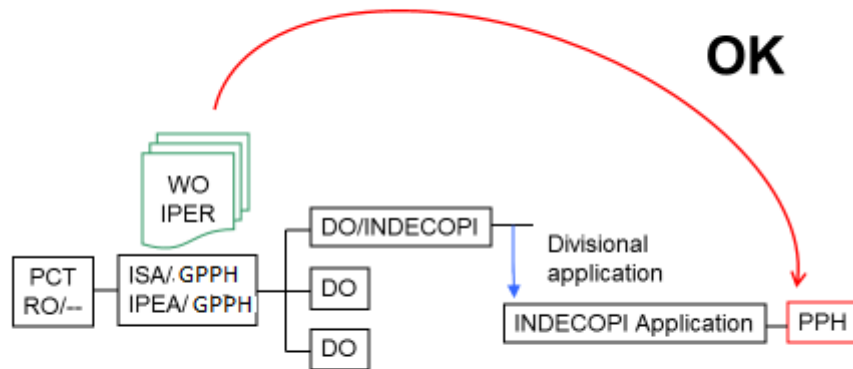 OK
WO
IPER
DO/INDECOPI
Divisional
application
PCT
RO/--
ISA/.GPPH
IPEA/GPPH
DO
DO
INDECOPI Application
PPH